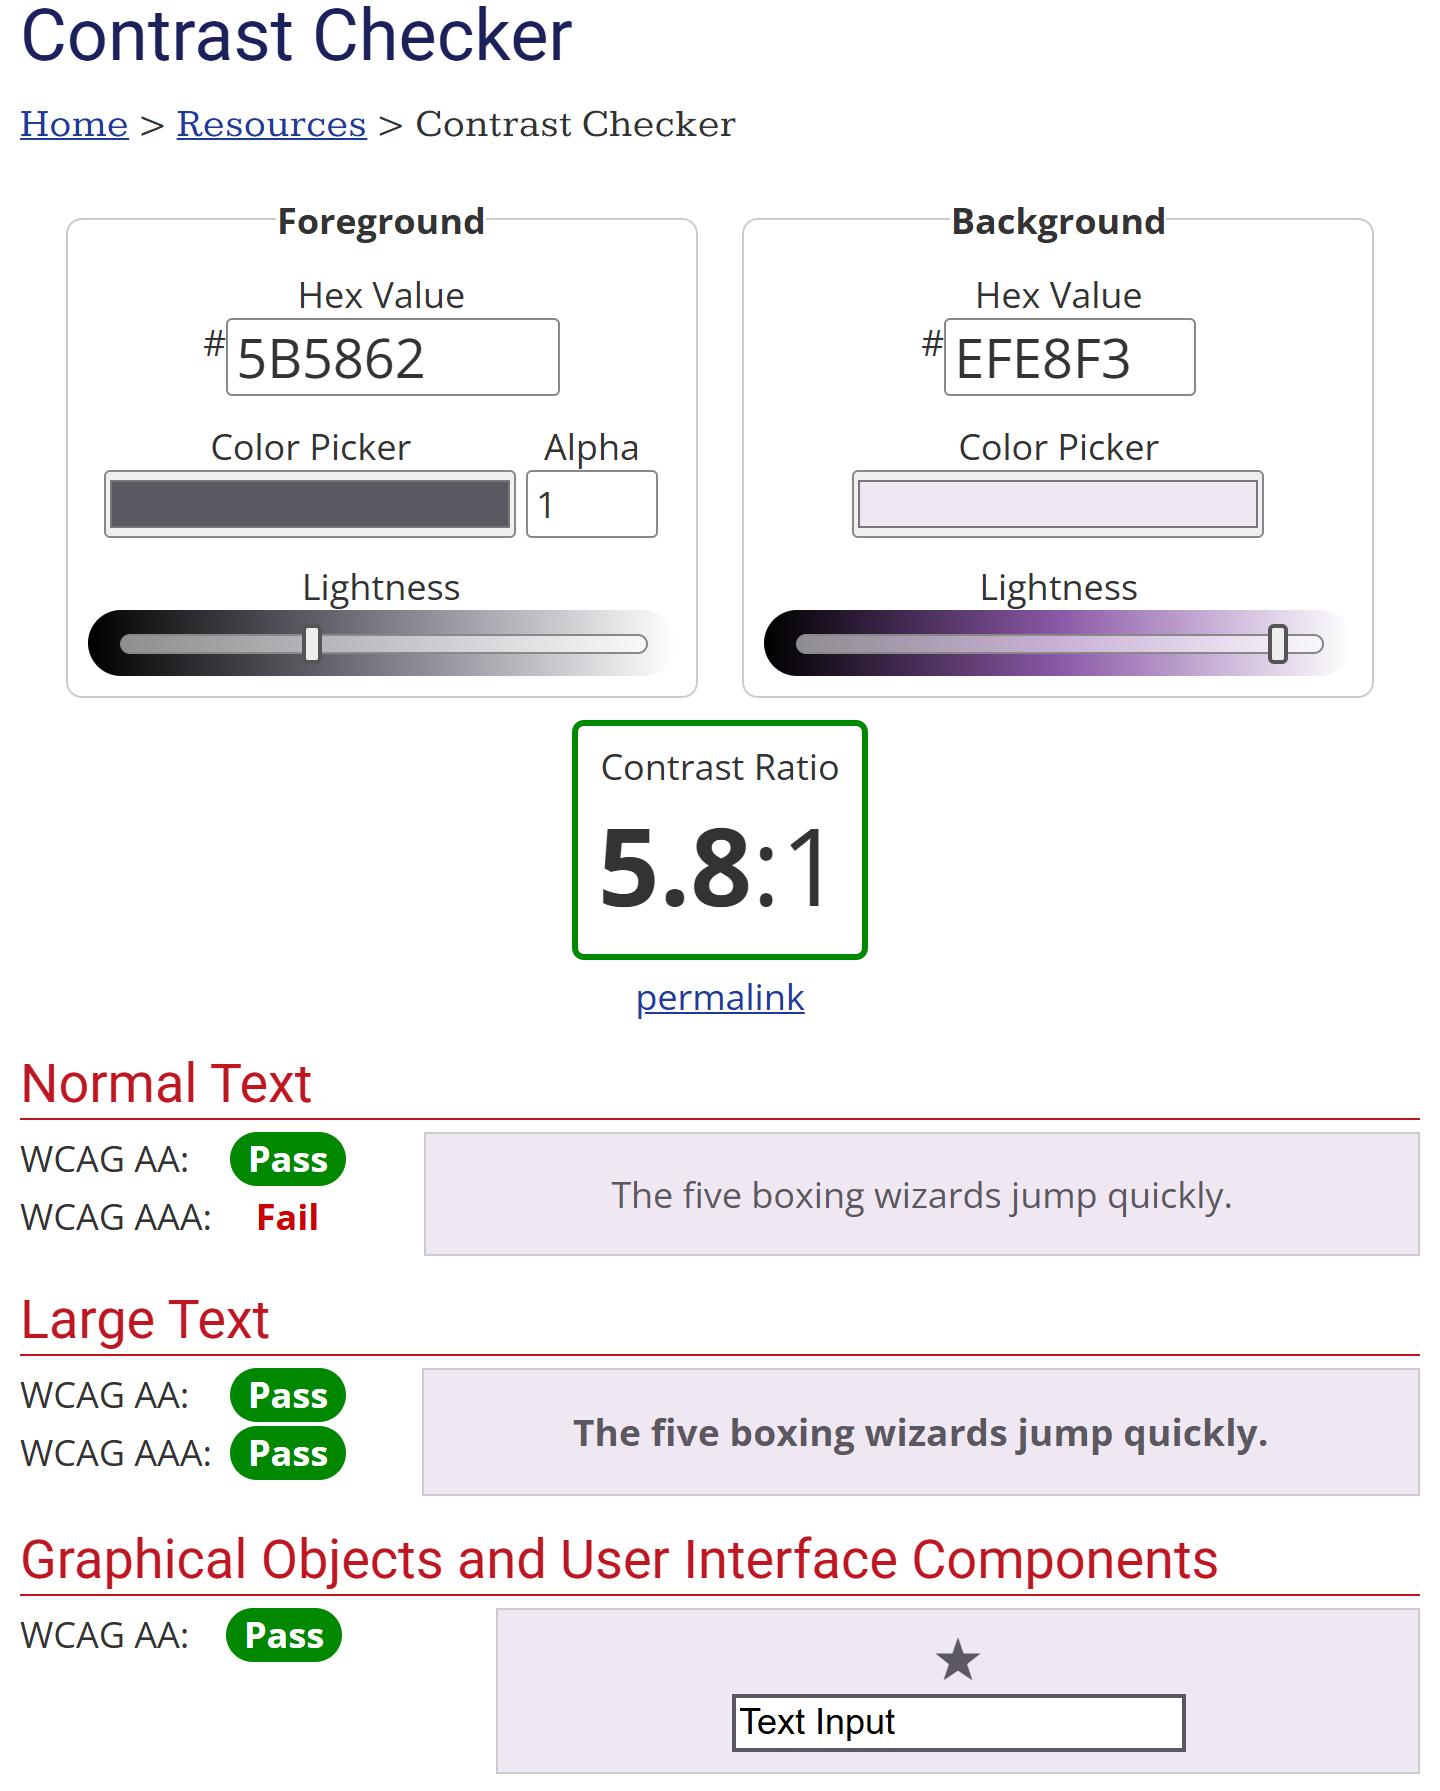 Contrast Checker
Home > Resources > Contrast Checker
Foreground
Hex Value
#5B5862
Color Picker
Alpha
1
Lightness
Background
Hex Value
#EFE8F3
Color Picker
Lightness
Contrast Ratio
5.8:1
permalink
Normal Text
WCAG AA: Pass
WCAG AAA: Fail
The five boxing wizards jump quickly.
Large Text
WCAG AA: Pass
WCAG AAA: Pass
The five boxing wizards jump quickly.
Graphical Objects and User Interface Components
WCAG AA: Pass
Text Input